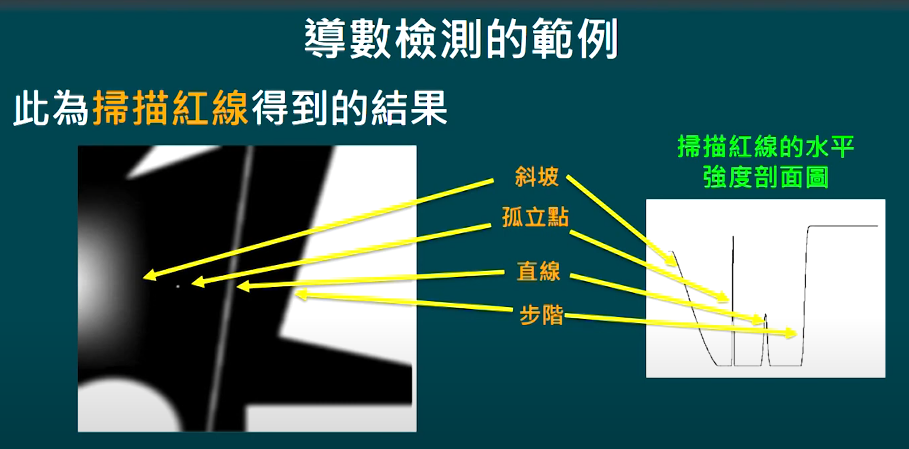 導數檢測的範例
此為掃描紅線得到的結果
掃描紅線的水平
強度剖面圖
斜坡
孤立點
直線
步階